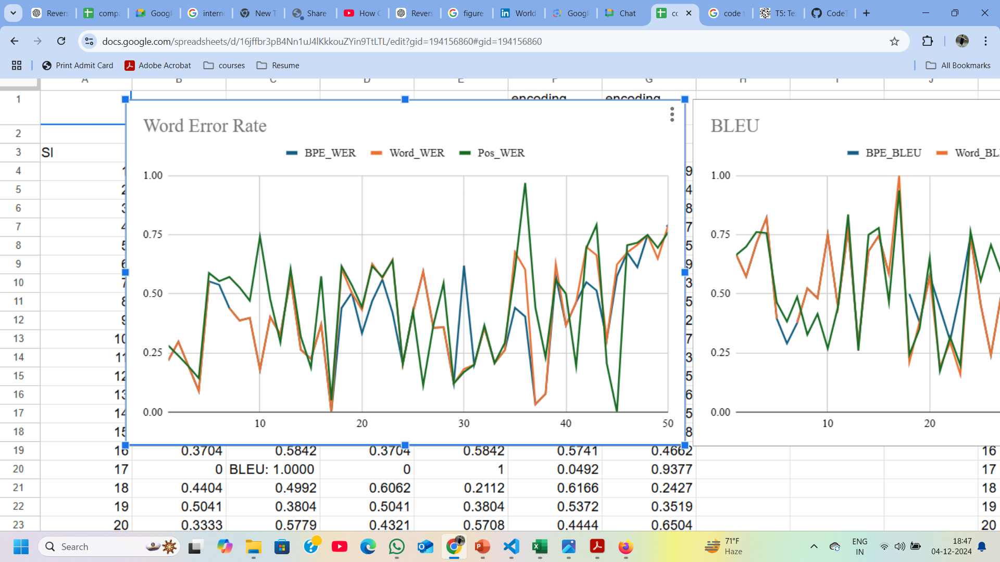 Revers
compa
Google
intern
New T
Share
How C
Revers
figure
World
Google
Chat
cc
code t
T5: Tex
CodeT
docs.google.com/spreadsheets/d/16jffbr3pB4Nn1uJ4lKkkouZYin9TtLTL/edit?gid=194156860#gid=194156860
Print Admit Card
Adobe Acrobat
courses
Resume
All Bookmarks
A B C D E F G H I J
1 encoding encoding
2
3 SI
4 1 9
5 2 4
6 3 8
7 4 7
8 5 5
9 6 9
10 7 3
11 8 5
12 9 2
13 10 7
14 11 3
15 12 5
16 13 6
17 14 5
18 15 8
19 16 0.3704 0.5842 0.3704 0.5842 0.5741 0.4662 16
20 17 0 BLEU: 1.0000 0 1 0.0492 0.9377 17
21 18 0.4404 0.4992 0.6062 0.2112 0.6166 0.2427 18
22 19 0.5041 0.3804 0.5041 0.3804 0.5372 0.3519 19
23 20 0.3333 0.5779 0.4321 0.5708 0.4444 0.6504 20
Word Error Rate
BPE_WER Word_WER Pos_WER
1.00
0.75
0.50
0.25
0.00
10 20 30 40 50
BLEU
BPE_BLEU Word_BLE
1.00
0.75
0.50
0.25
0.00
10 20
Search
71°F
Haze
ENG
IN
18:47
04-12-2024